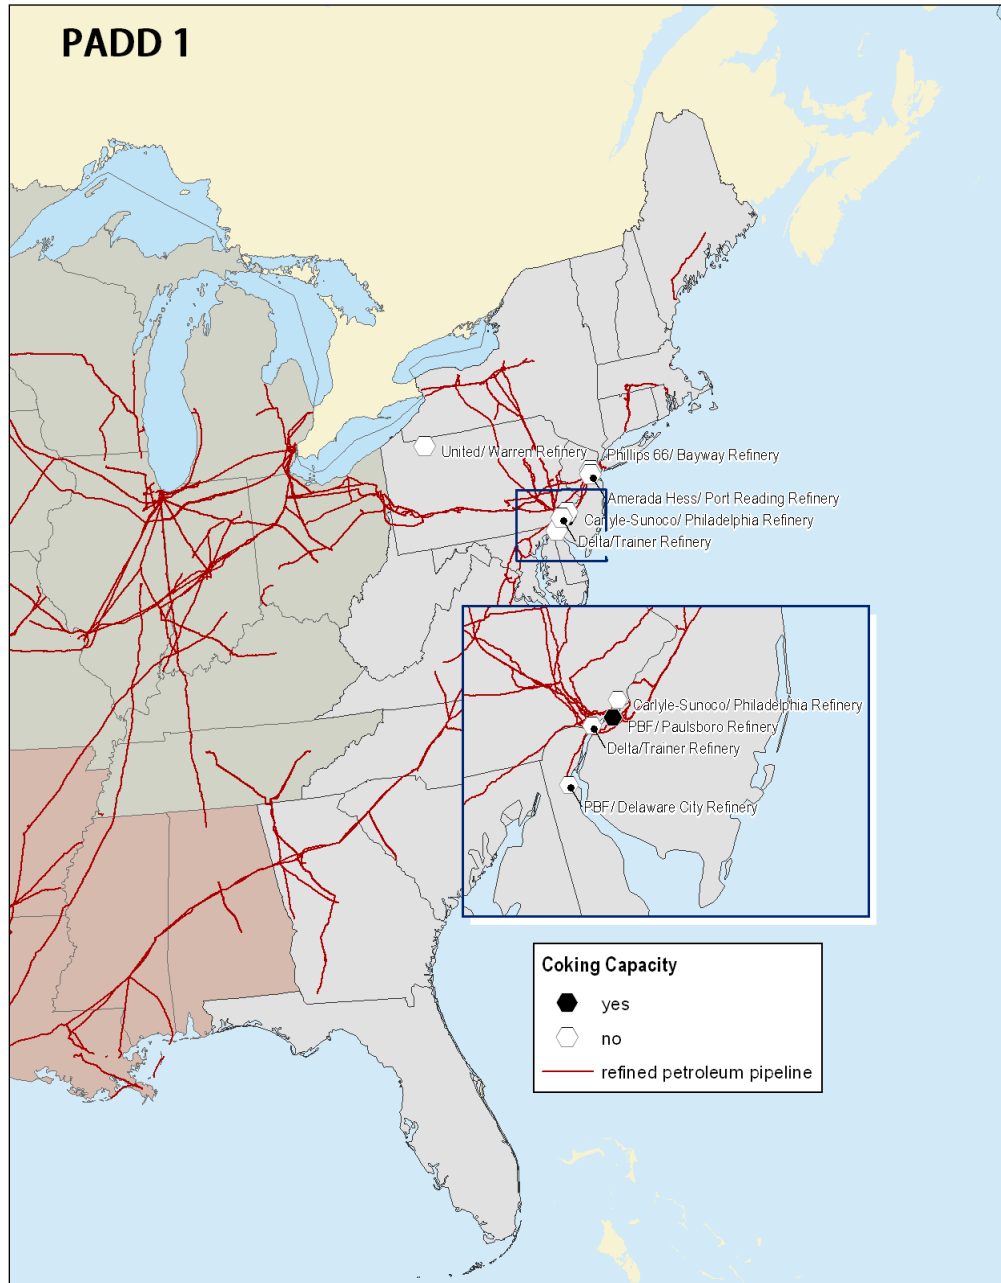 PADD 1
United/ Warren Refinery
Phillips 66/ Bayway Refinery
Amerada Hess/ Port Reading Refinery
Carlyle-Sunoco/ Philadelphia Refinery
Delta/Trainer Refinery
Carlyle-Sunoco/ Philadelphia Refinery
PBF/ Paulsboro Refinery
Delta/Trainer Refinery
PBF/ Delaware City Refinery
Coking Capacity
yes
no
refined petroleum pipeline